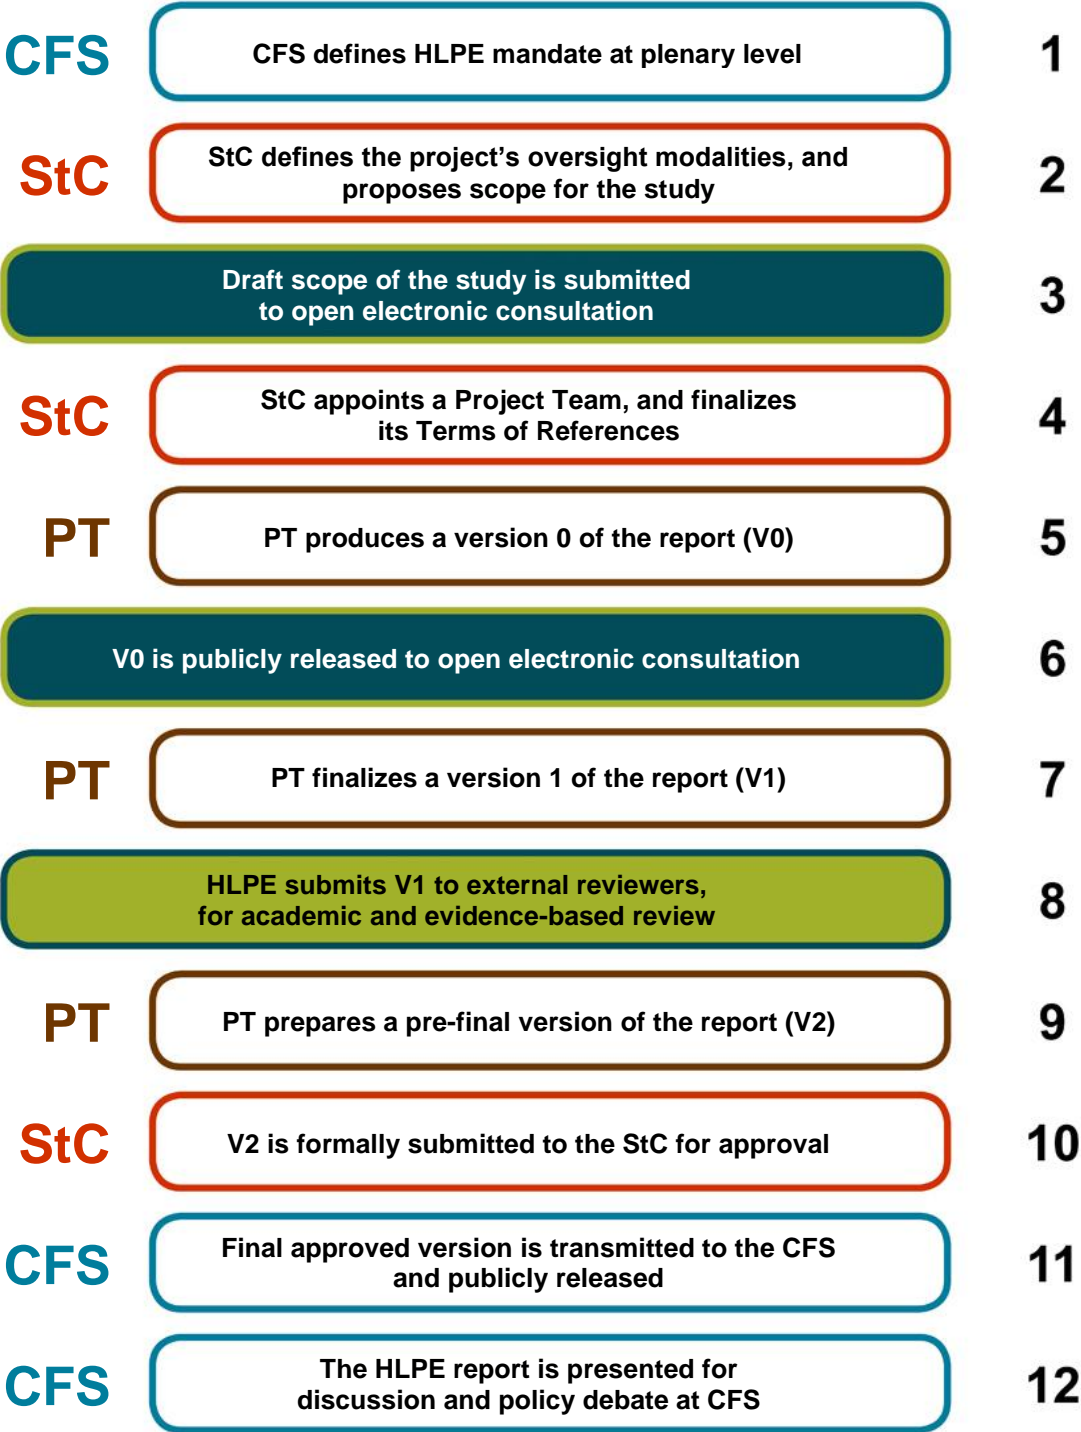 CFS
CFS defines HLPE mandate at plenary level
1
StC
StC defines the project’s oversight modalities, and
proposes scope for the study
2
Draft scope of the study is submitted
to open electronic consultation
3
StC
StC appoints a Project Team, and finalizes
its Terms of References
4
PT
PT produces a version 0 of the report (V0)
5
V0 is publicly released to open electronic consultation
6
PT
PT finalizes a version 1 of the report (V1)
7
HLPE submits V1 to external reviewers,
for academic and evidence-based review
8
PT
PT prepares a pre-final version of the report (V2)
9
StC
V2 is formally submitted to the StC for approval
10
CFS
Final approved version is transmitted to the CFS
and publicly released
11
CFS
The HLPE report is presented for
discussion and policy debate at CFS
12